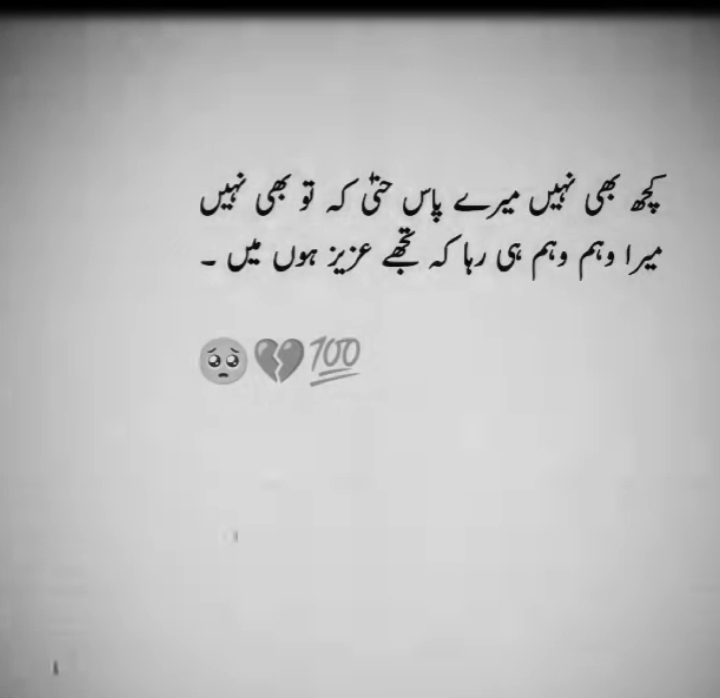 کچھ بھی نہیں میرے پاس حتیٰ کہ تو بھی نہیں
میرا وہم وہم ہی رہا کہ تجھے عزیز ہوں میں ۔
🥺💔💯